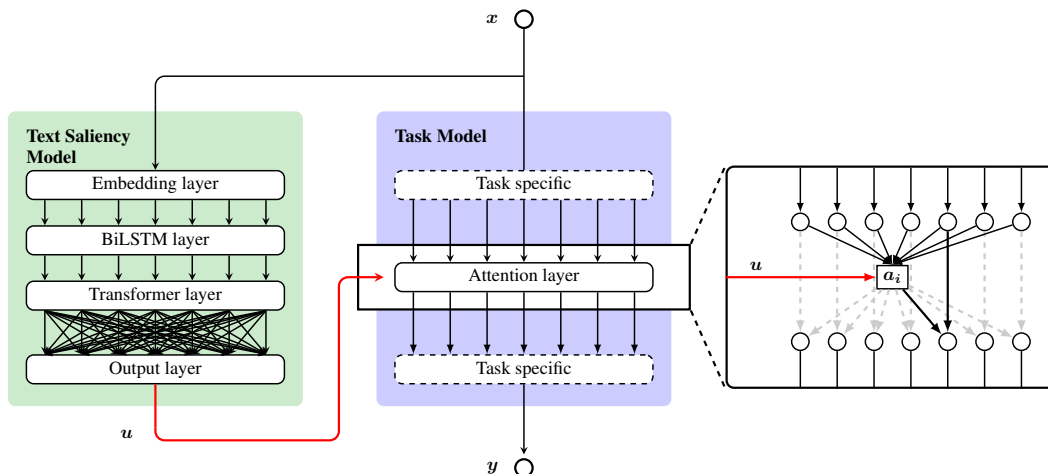 x
Text Saliency
Model
Embedding layer
BiLSTM layer
Transformer layer
Output layer
u
Task Model
Task specific
Attention layer
Task specific
y
u
a_i